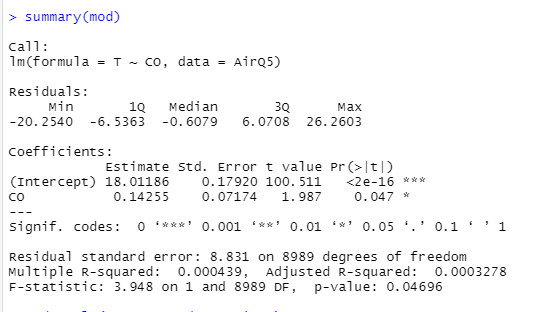 > summary(mod)
Call:
lm(formula = T ~ CO, data = AirQ5)
Residuals:
Min 1Q Median 3Q Max
-20.2540 -6.5363 -0.6079 6.0708 26.2603
Coefficients:
Estimate Std. Error t value Pr(>|t|)
(Intercept) 18.01186 0.17920 100.511 <2e-16 ***
CO 0.14255 0.07174 1.987 0.047 *
---
Signif. codes: 0 ‘***’ 0.001 ‘**’ 0.01 ‘*’ 0.05 ‘.’ 0.1 ‘ ’ 1
Residual standard error: 8.831 on 8989 degrees of freedom
Multiple R-squared: 0.000439, Adjusted R-squared: 0.0003278
F-statistic: 3.948 on 1 and 8989 DF, p-value: 0.04696